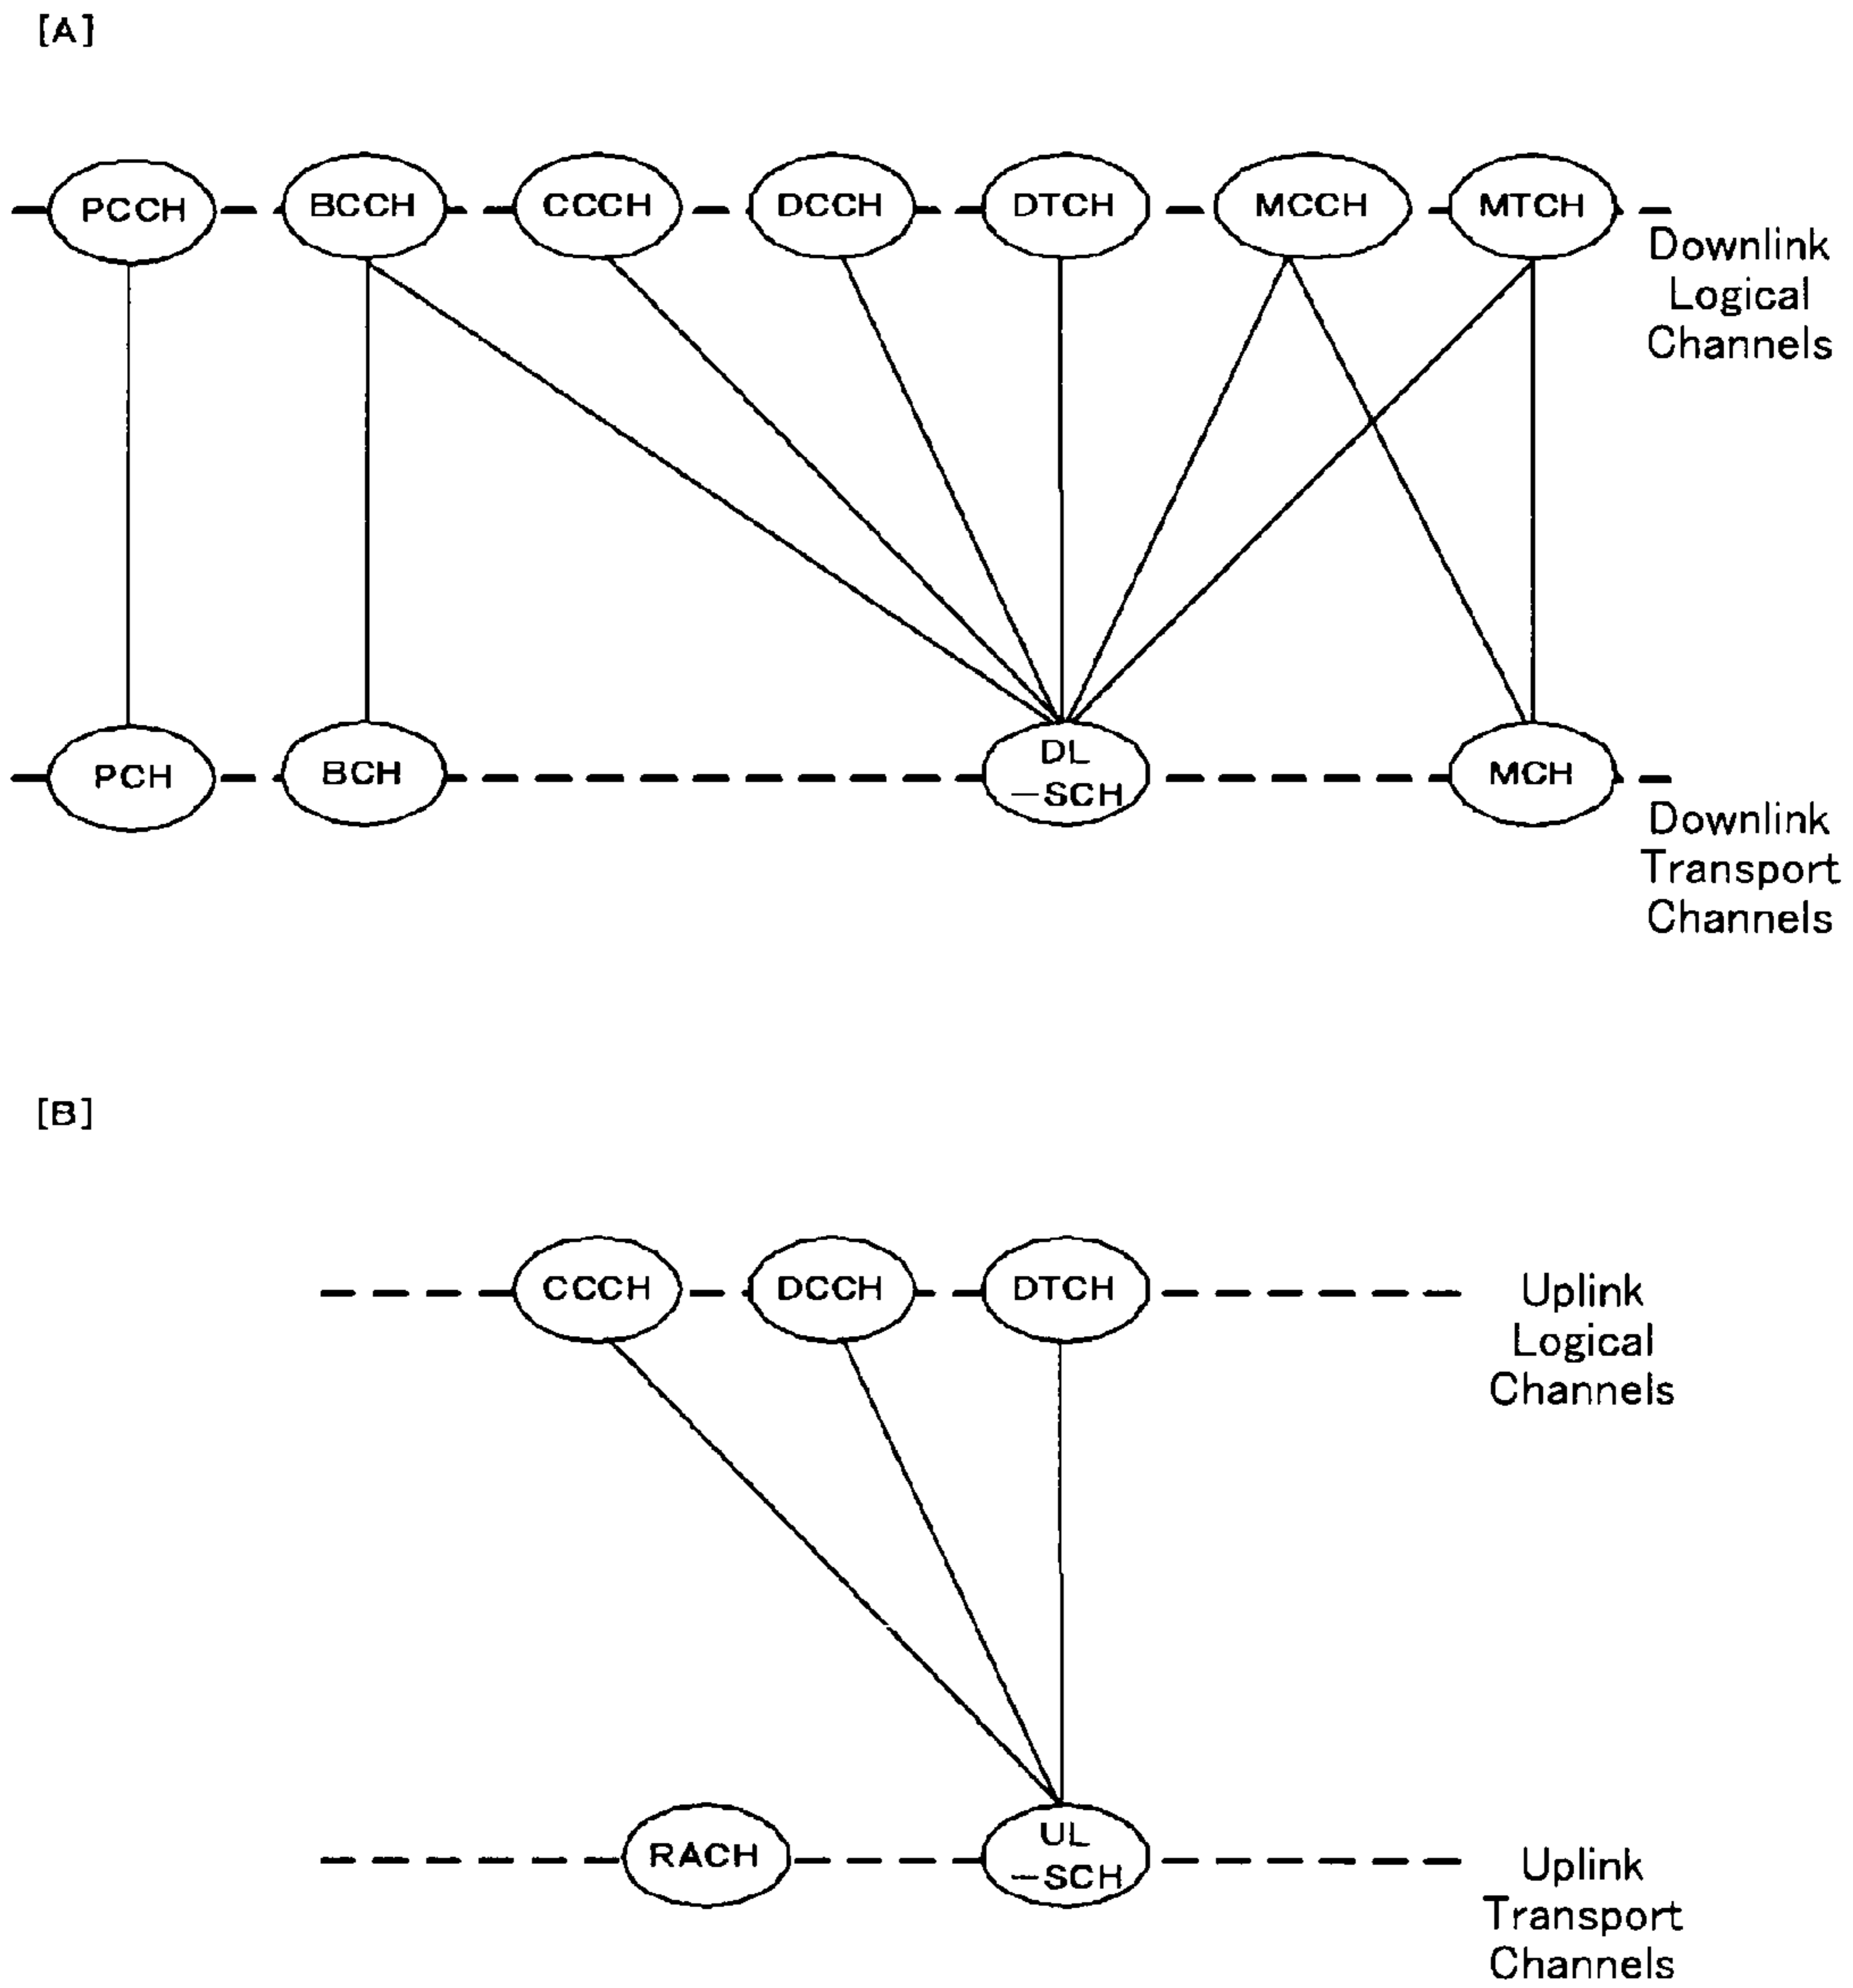 [A]
PCCH
BCCH
CCCH
DCCH
DTCH
MCCH
MTCH
Downlink
Logical
Channels
PCH
BCH
DL
-SCH
MCH
Downlink
Transport
Channels
[B]
CCCH
DCCH
DTCH
Uplink
Logical
Channels
RACH
UL
-SCH
Uplink
Transport
Channels